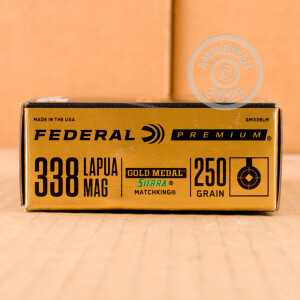 MADE IN THE USA
GM338LM
FEDERAL PREMIUM®
338 LAPUA MAG
GOLD MEDAL
SIERRA®
MATCHKING®
250 GRAIN